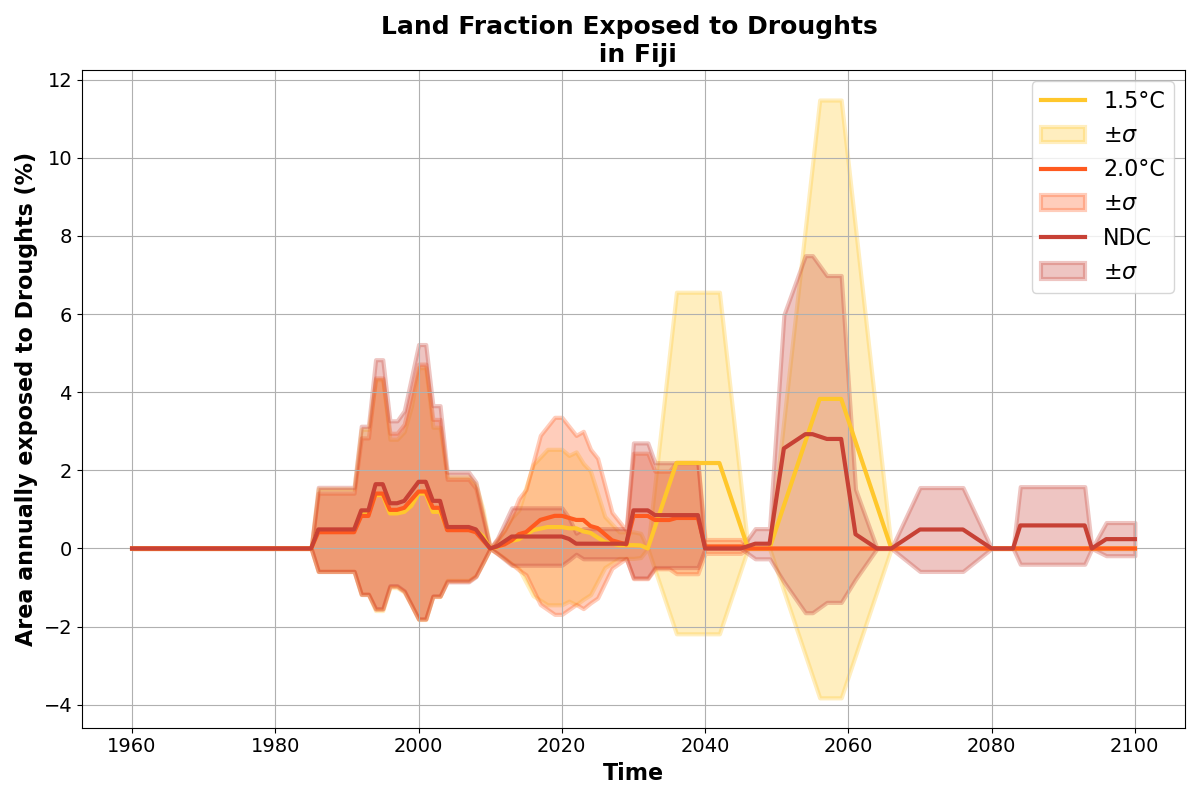 Land Fraction Exposed to Droughts
in Fiji
Area annually exposed to Droughts (%)
12
10
8
6
4
2
0
−2
−4
1.5°C
±σ
2.0°C
±σ
NDC
±σ
1960 1980 2000 2020 2040 2060 2080 2100
Time